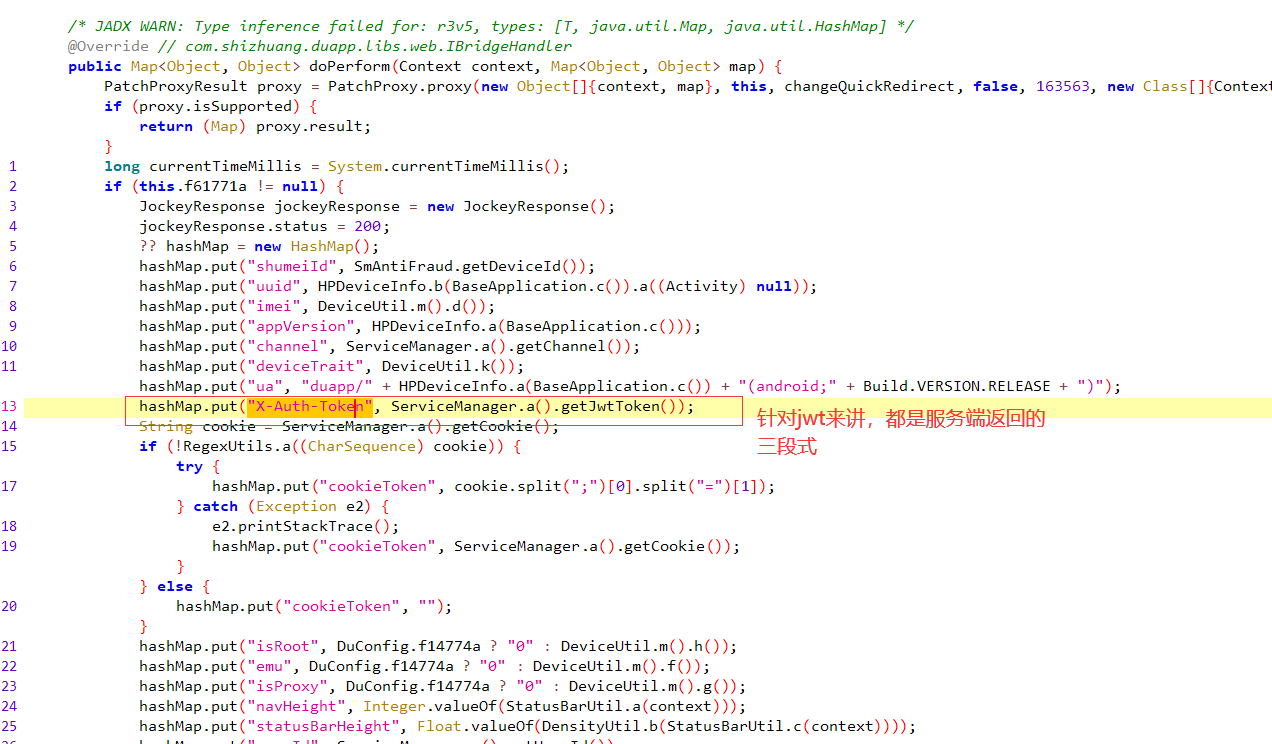 /* JADX WARN: Type inference failed for: r3v5, types: [T, java.util.Map, java.util.HashMap] */
@Override // com.shizhuang.duapp.libs.web.IBridgeHandler
public Map<Object, Object> doPerform(Context context, Map<Object, Object> map) {
PatchProxyResult proxy = PatchProxy.proxy(new Object[]{context, map}, this, changeQuickRedirect, false, 163563, new Class[]{Context
if (proxy.isSupported) {
return (Map) proxy.result;
}
1 long currentTimeMillis = System.currentTimeMillis();
2 if (this.f61771a != null) {
3 JockeyResponse jockeyResponse = new JockeyResponse();
4 jockeyResponse.status = 200;
5 ?? hashMap = new HashMap();
6 hashMap.put("shumeiId", SmAntiFraud.getDeviceId());
7 hashMap.put("uuid", HPDeviceInfo.b(BaseApplication.c()).a((Activity) null));
8 hashMap.put("imei", DeviceUtil.m().d());
9 hashMap.put("appVersion", HPDeviceInfo.a(BaseApplication.c()));
10 hashMap.put("channel", ServiceManager.a().getChannel());
11 hashMap.put("deviceTrait", DeviceUtil.k());
hashMap.put("ua", "duapp/" + HPDeviceInfo.a(BaseApplication.c()) + "(android;" + Build.VERSION.RELEASE + ")");
13 hashMap.put("X-Auth-Token", ServiceManager.a().getJwtToken());
针对jwt来讲，都是服务端返回的
三段式
14 String cookie = ServiceManager.a().getCookie();
15 if (!RegexUtils.a((CharSequence) cookie)) {
try {
17 hashMap.put("cookieToken", cookie.split(";")[0].split("=")[1]);
} catch (Exception e2) {
18 e2.printStackTrace();
19 hashMap.put("cookieToken", ServiceManager.a().getCookie());
}
} else {
20 hashMap.put("cookieToken", "");
}
21 hashMap.put("isRoot", DuConfig.f14774a ? "0" : DeviceUtil.m().h());
22 hashMap.put("emu", DuConfig.f14774a ? "0" : DeviceUtil.m().f());
23 hashMap.put("isProxy", DuConfig.f14774a ? "0" : DeviceUtil.m().g());
24 hashMap.put("navHeight", Integer.valueOf(StatusBarUtil.a(context)));
25 hashMap.put("statusBarHeight", Float.valueOf(DensityUtil.b(StatusBarUtil.c(context))));